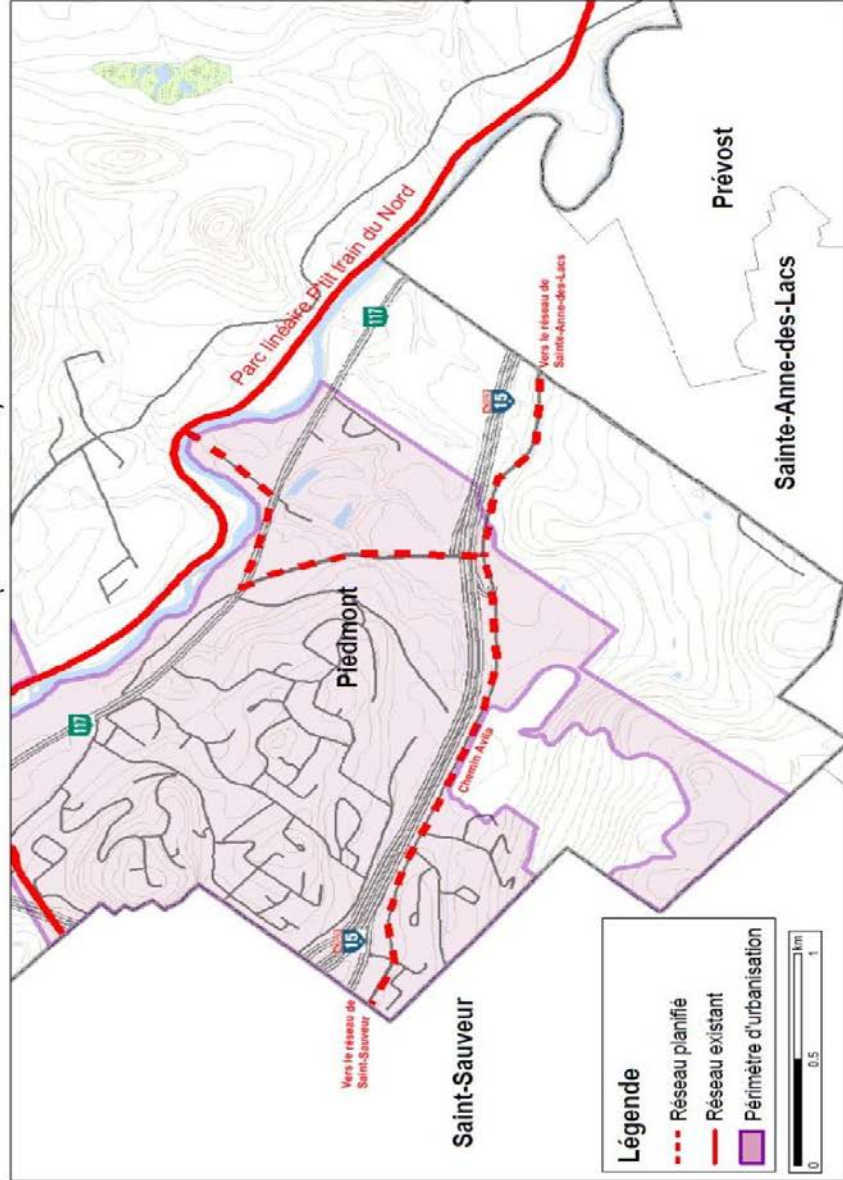 117
Parc linéaire P'tit train du Nord
Piedmont
117
Prévost
15
Vers le réseau de
Saint-Sauveur
Chemin Avila
15
Vers le réseau de
Sainte-Anne-des-Lacs
Saint-Sauveur
Sainte-Anne-des-Lacs
Légende
Réseau planifié
Réseau existant
Périmètre d'urbanisation
0
0.5
1
km